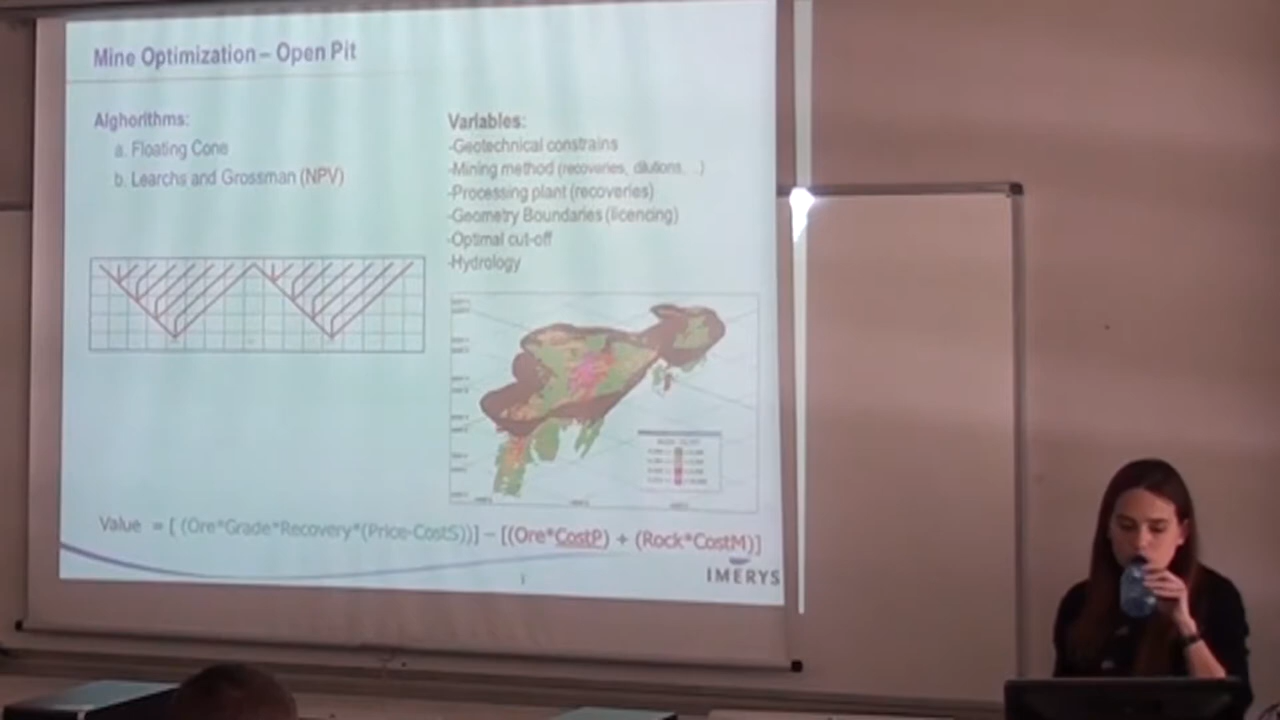 Mine Optimization – Open Pit
Alghorithms:
a. Floating Cone
b. Learchs and Grossman (NPV)
Variables:
-Geotechnical constrains
-Mining method (recoveries, dilutions, ..)
-Processing plant (recoveries)
-Geometry Boundaries (licencing)
-Optimal cut-off
-Hydrology
Value = [ (Ore*Grade*Recovery*(Price-CostS))] – [(Ore*CostP) + (Rock*CostM)]
IMERYS